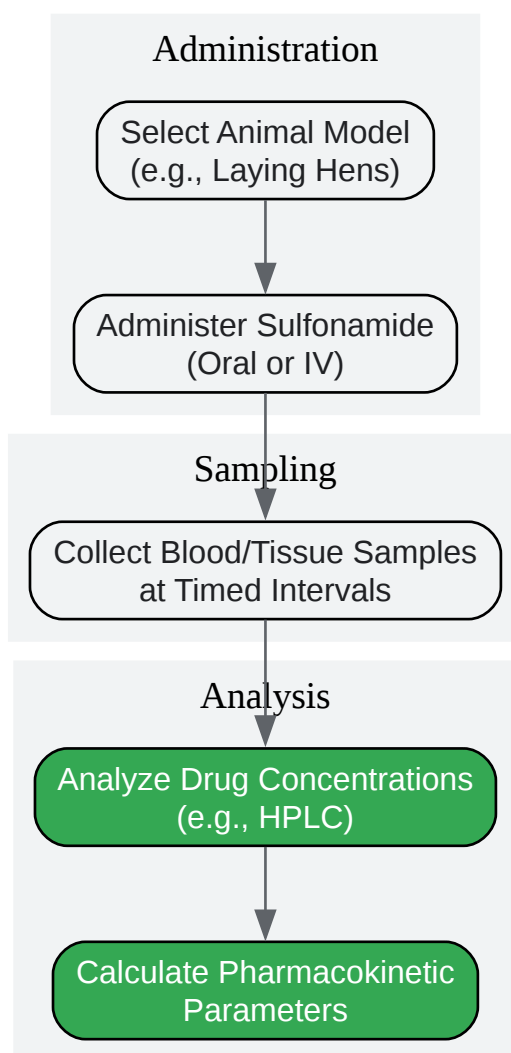 Administration
Select Animal Model
(e.g., Laying Hens)
Administer Sulfonamide
(Oral or IV)
Sampling
Collect Blood/Tissue Samples
at Timed Intervals
Analysis
Analyze Drug Concentrations
(e.g., HPLC)
Calculate Pharmacokinetic
Parameters